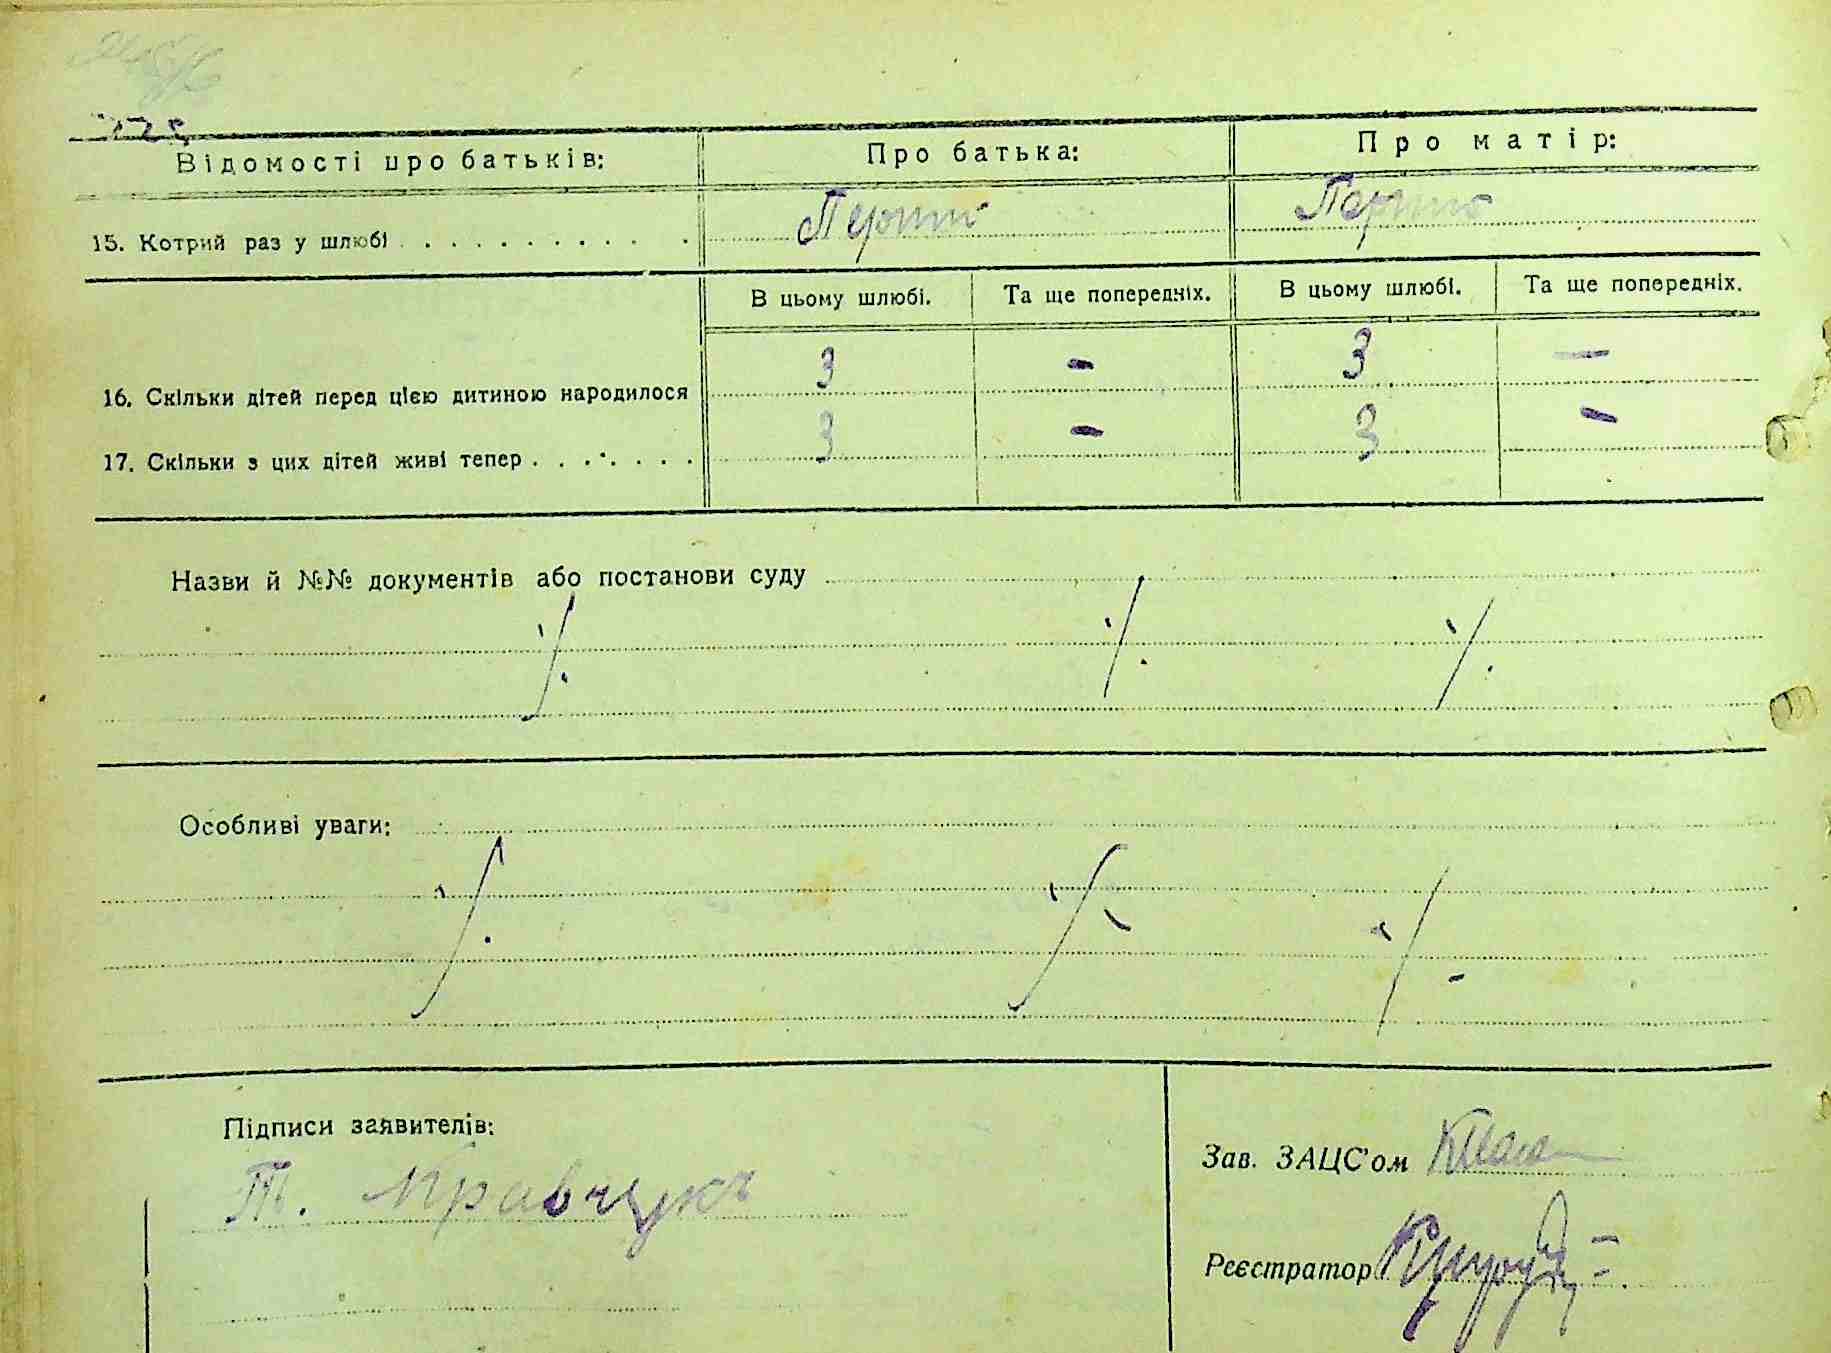 Відомості про батьків: Про батька: Про матір:
15. Котрий раз у шлюбі . . . . . . . . . . . Перший Перший
В цьому шлюбі. Та ще попередніх. В цьому шлюбі. Та ще попередніх.
16. Скільки дітей перед цією дитиною народилося 3 - 3 -
17. Скільки з цих дітей живі тепер . . . . . . . 3 - 3 -
Назви й №№ документів або постанови суду
Особливі уваги:
Підписи заявителів:
Т. Кравчук
Зав. ЗАЦС'ом
Реєстратор